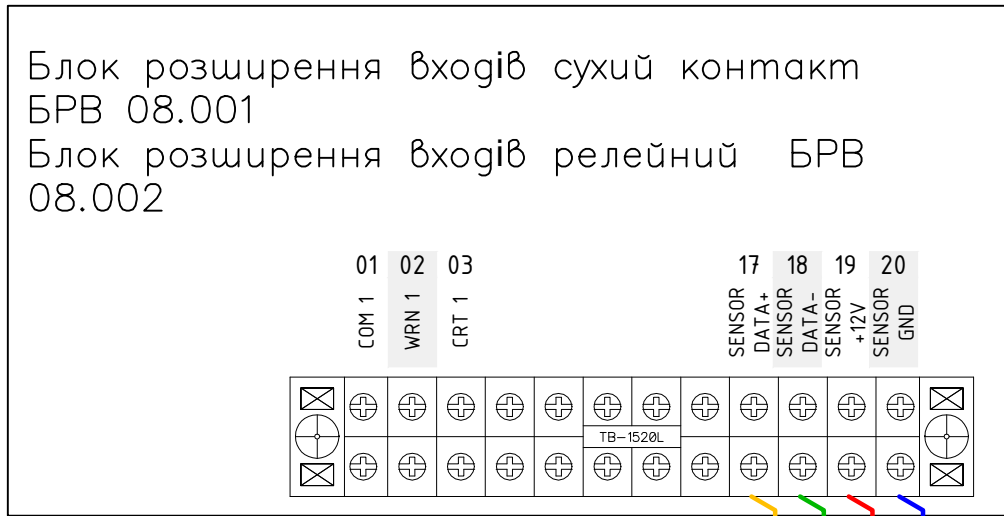 Блок розширення входів сухий контакт
БРВ 08.001
Блок розширення входів релейний БРВ
08.002
01 02 03 17 18 19 20
COM 1
WRN 1
CRT 1
SENSOR
DATA+
SENSOR
DATA-
SENSOR
+12V
SENSOR
GND
TB-1520L